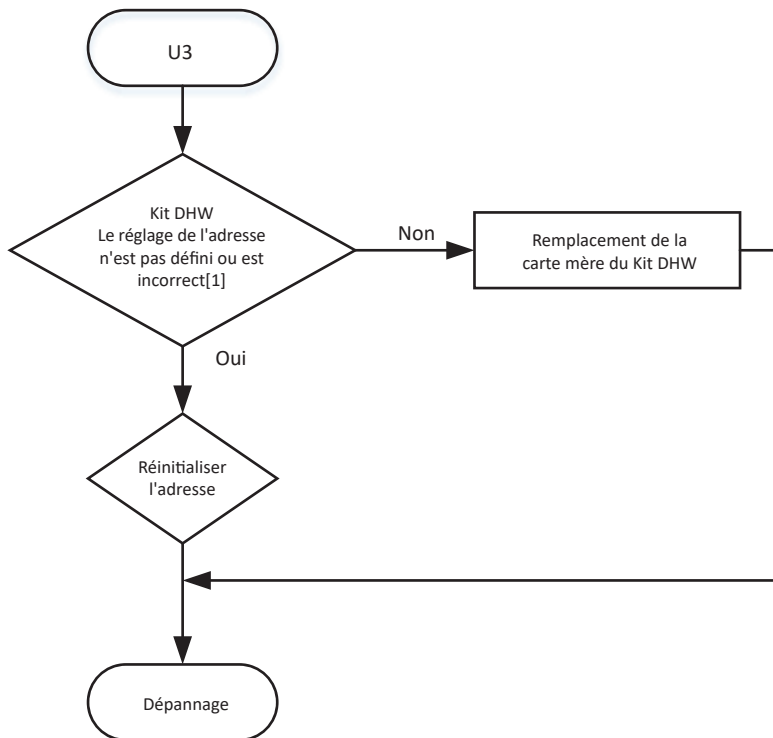 U3
Kit DHW
Le réglage de l'adresse
n'est pas défini ou est
incorrect[1]
Non
Remplacement de la
carte mère du Kit DHW
Oui
Réinitialiser
l'adresse
Dépannage